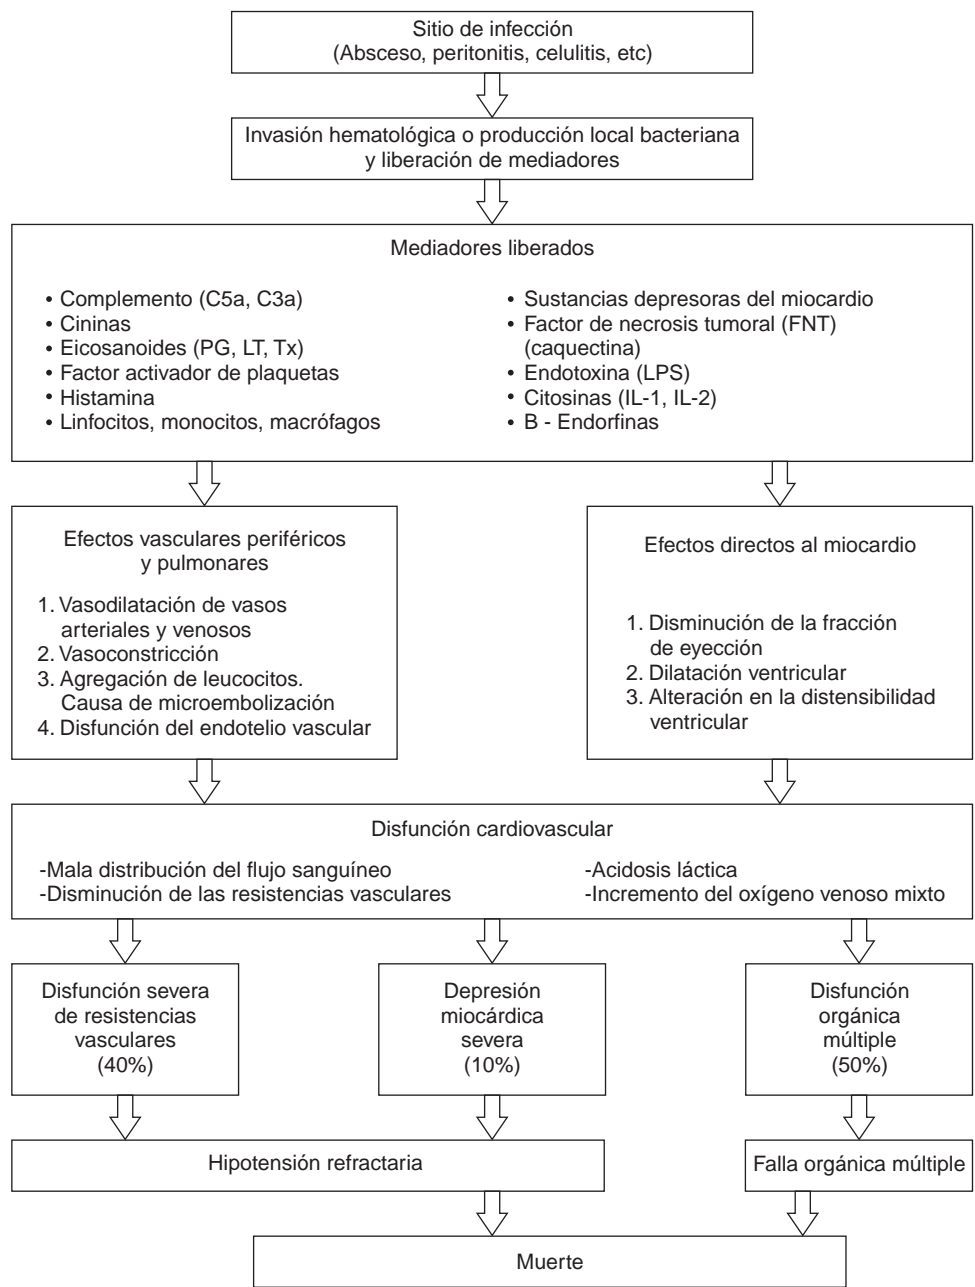 Sitio de infección
(Absceso, peritonitis, celulitis, etc)
Invasión hematológica o producción local bacteriana
y liberación de mediadores
Mediadores liberados
• Complemento (C5a, C3a)
• Cininas
• Eicosanoides (PG, LT, Tx)
• Factor activador de plaquetas
• Histamina
• Linfocitos, monocitos, macrófagos
• Sustancias depresoras del miocardio
• Factor de necrosis tumoral (FNT)
(caquectina)
• Endotoxina (LPS)
• Citosinas (IL-1, IL-2)
• B - Endorfinas
Efectos vasculares periféricos
y pulmonares
1. Vasodilatación de vasos
arteriales y venosos
2. Vasoconstricción
3. Agregación de leucocitos.
Causa de microembolización
4. Disfunción del endotelio vascular
Efectos directos al miocardio
1. Disminución de la fracción
de eyección
2. Dilatación ventricular
3. Alteración en la distensibilidad
ventricular
Disfunción cardiovascular
-Mala distribución del flujo sanguíneo
-Disminución de las resistencias vasculares
-Acidosis láctica
-Incremento del oxígeno venoso mixto
Disfunción severa
de resistencias
vasculares
(40%)
Depresión
miocárdica
severa
(10%)
Disfunción
orgánica
múltiple
(50%)
Hipotensión refractaria
Falla orgánica múltiple
Muerte